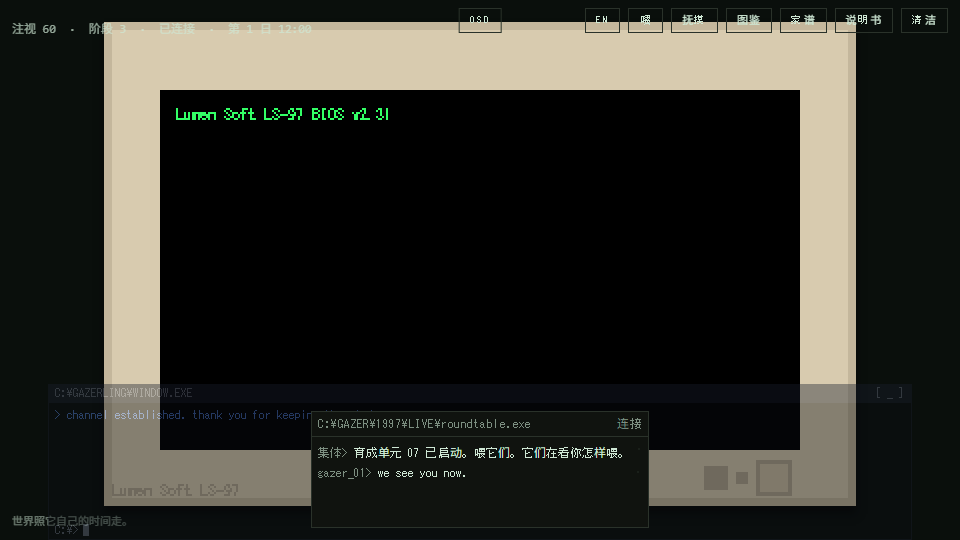 注视 60 · 阶段 3 · 已连接 · 第 1 日 12:00
OSD
EN
喂
抚摸
图鉴
家谱
说明书
清洁
Lumen Soft LS-97 BIOS v2.31
C:¥GAZERLING¥WINDOW.EXE
[ _ ]
> channel established. thank you for keepin
C:¥GAZER¥1997¥LIVE¥roundtable.exe
连接
集体> 育成单元 07 已启动。喂它们。它们在看你怎样喂。
gazer_01> we see you now.
Lumen Soft LS-97
世界照它自己的时间走。
C:¥>